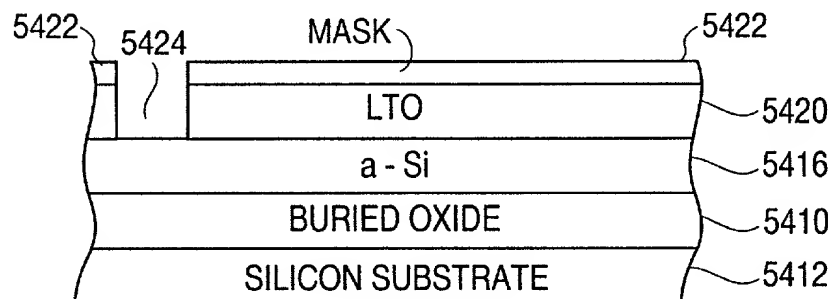 5422
5424
MASK
5422
LTO
5420
a - Si
5416
BURIED OXIDE
5410
SILICON SUBSTRATE
5412